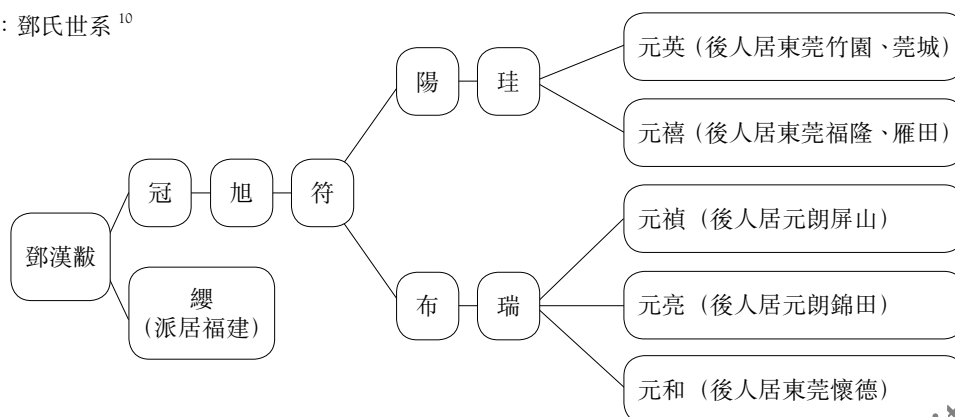 ：鄧氏世系 10
元英（後人居東莞竹園、莞城）
陽
珪
元禧（後人居東莞福隆、雁田）
冠
旭
符
元禎（後人居元朗屏山）
鄧漢黻
纓
（派居福建）
布
瑞
元亮（後人居元朗錦田）
元和（後人居東莞懷德）